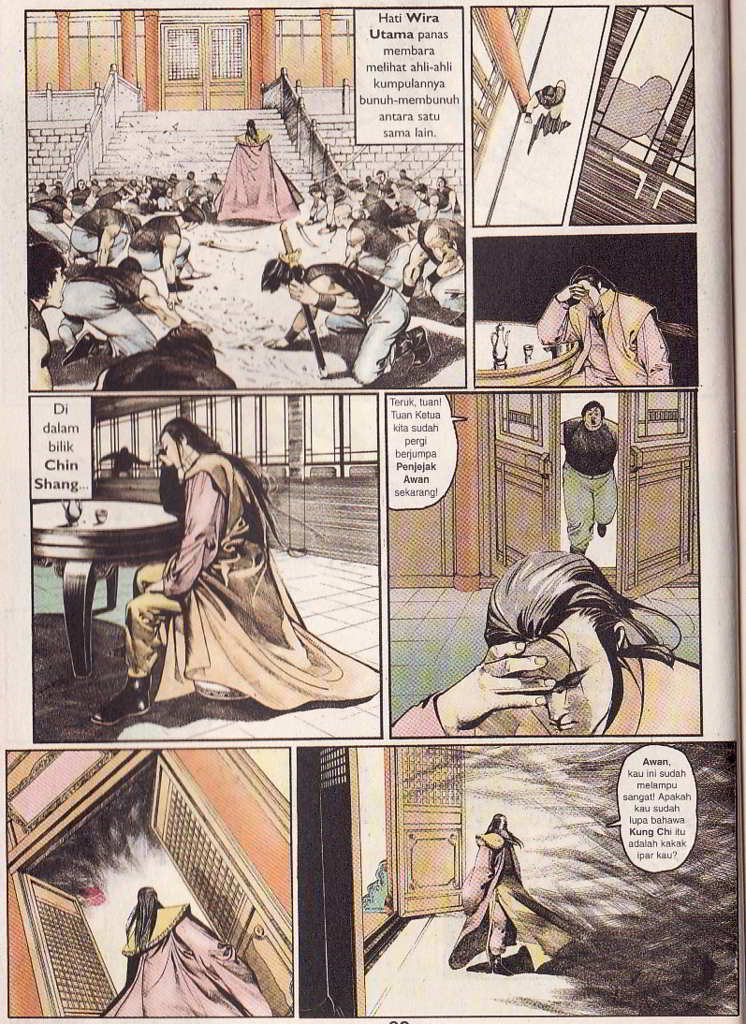 Hati Wira
Utama panas
membara
melihat ahli-ahli
kumpulannya
bunuh-membunuh
antara satu
sama lain.
Di
dalam
bilik
Chin
Shang...
Teruk, tuan!
Tuan Ketua
kita sudah
pergi
berjumpa
Penjejak
Awan
sekarang!
Awan,
kau ini sudah
melampau
sangat! Apakah
kau sudah
lupa bahawa
Kung Chi itu
adalah kakak
ipar kau?